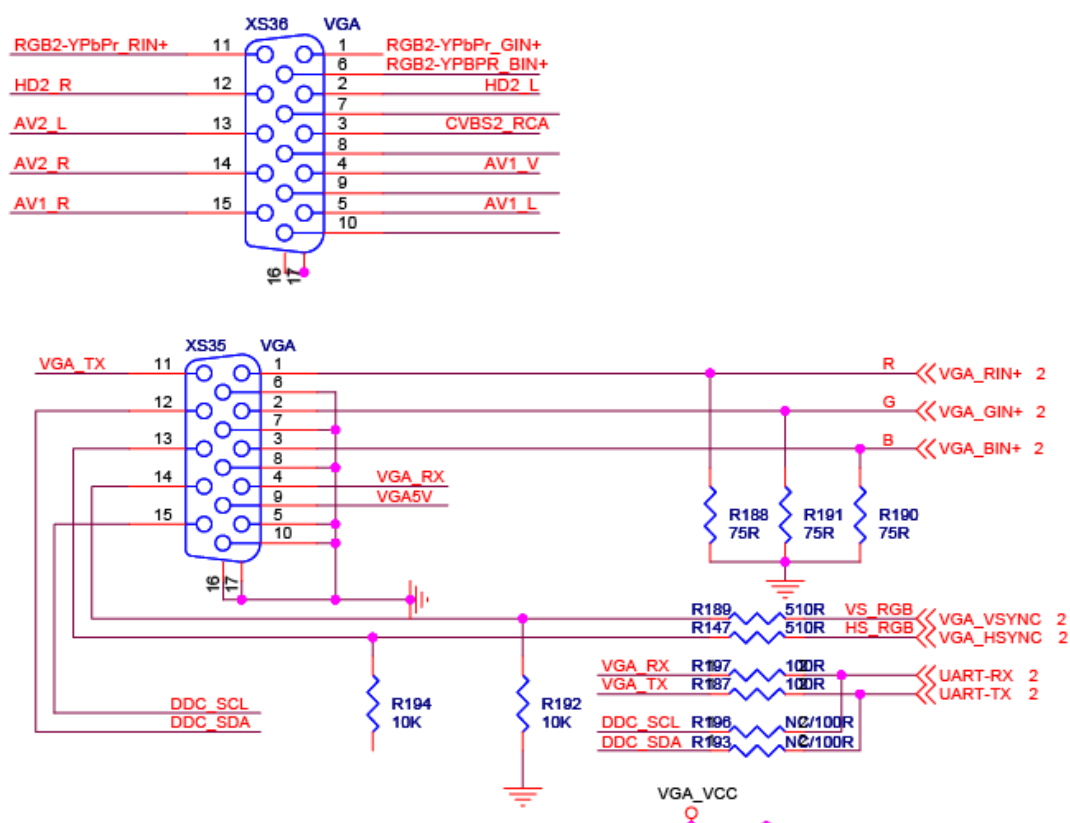 XS36 VGA
RGB2-YPbPr_RIN+ 11 1 RGB2-YPbPr_GIN+
6 RGB2-YPBPR_BIN+
HD2_R 12 2 HD2_L
7
AV2_L 13 3 CVBS2_RCA
8
AV2_R 14 4 AV1_V
9
AV1_R 15 5 AV1_L
10
16 17
XS35 VGA
VGA_TX 11 1 R VGA_RIN+ 2
6
12 2 G VGA_GIN+ 2
7
13 3 B VGA_BIN+ 2
8
14 4 VGA_RX
9 VGA5V
15 5
10
R188 R191 R190
75R 75R 75R
16 17
R189 510R VS_RGB VGA_VSYNC 2
R147 510R HS_RGB VGA_HSYNC 2
VGA_RX R197 100R UART-RX 2
VGA_TX R187 100R UART-TX 2
R194 R192
10K 10K
DDC_SCL DDC_SCL R196 NC/100R
DDC_SDA DDC_SDA R193 NC/100R
VGA_VCC